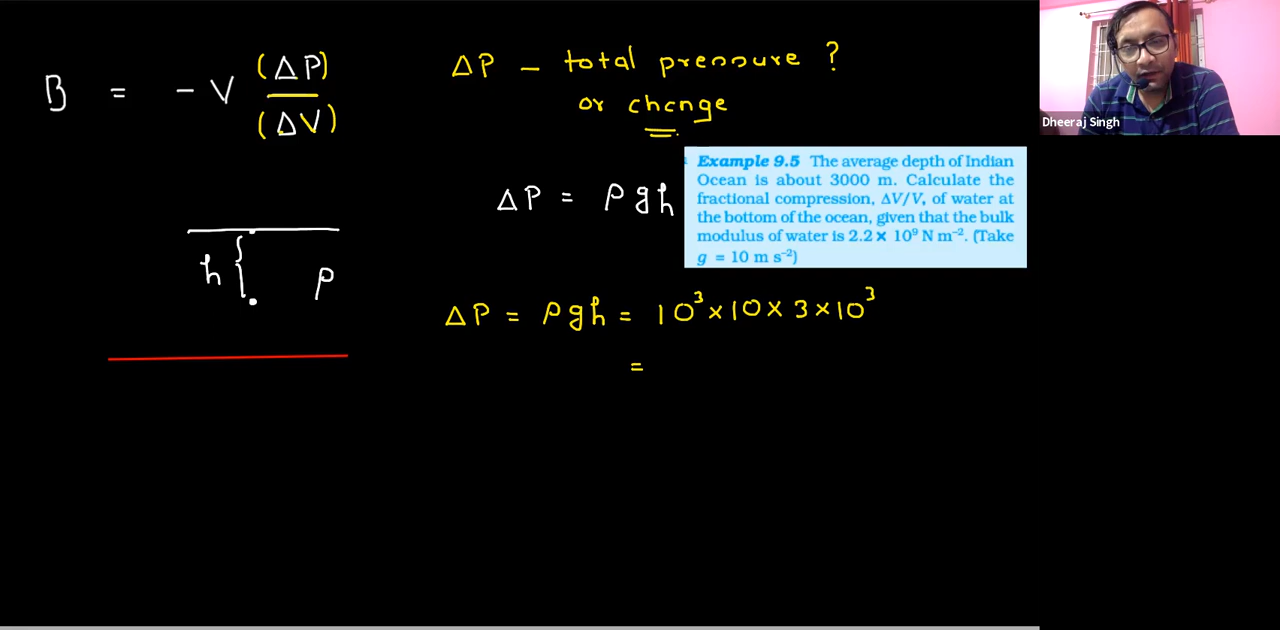 B = - V (ΔP)
(ΔV)
ΔP – total pressure ?
or change
ΔP = ρgh
h{ ρ
Example 9.5 The average depth of Indian
Ocean is about 3000 m. Calculate the
fractional compression, ΔV/V, of water at
the bottom of the ocean, given that the bulk
modulus of water is 2.2 × 10⁹ N m⁻². (Take
g = 10 m s⁻²)
ΔP = ρgh = 10³ × 10 × 3 × 10³
=
Dheeraj Singh